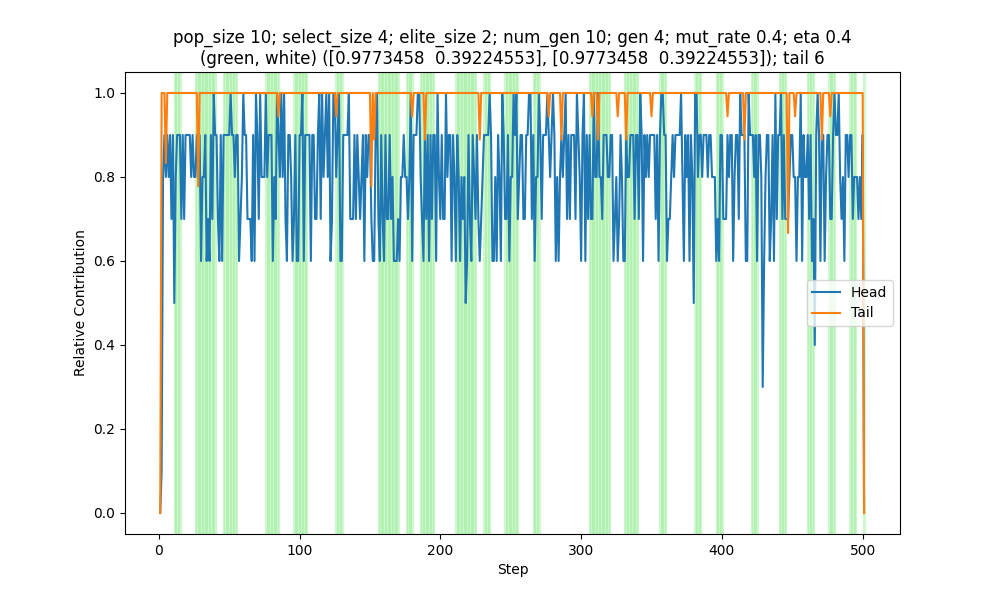 pop_size 10; select_size 4; elite_size 2; num_gen 10; gen 4; mut_rate 0.4; eta 0.4
(green, white) ([0.9773458  0.39224553], [0.9773458  0.39224553]); tail 6
1.0
0.8
0.6
0.4
0.2
0.0
Relative Contribution
Head
Tail
0
100
200
300
400
500
Step